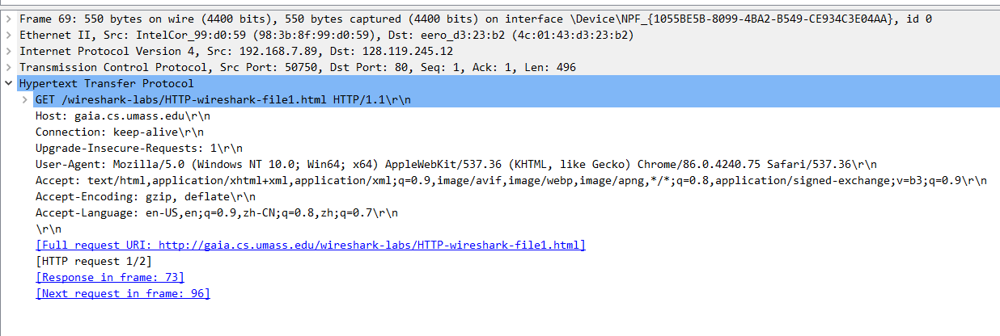 Frame 69: 550 bytes on wire (4400 bits), 550 bytes captured (4400 bits) on interface \Device\NPF_{1055BE5B-8099-4BA2-B549-CE934C3E04AA}, id 0
Ethernet II, Src: IntelCor_99:d0:59 (98:3b:8f:99:d0:59), Dst: eero_d3:23:b2 (4c:01:43:d3:23:b2)
Internet Protocol Version 4, Src: 192.168.7.89, Dst: 128.119.245.12
Transmission Control Protocol, Src Port: 50750, Dst Port: 80, Seq: 1, Ack: 1, Len: 496
Hypertext Transfer Protocol
GET /wireshark-labs/HTTP-wireshark-file1.html HTTP/1.1\r\n
Host: gaia.cs.umass.edu\r\n
Connection: keep-alive\r\n
Upgrade-Insecure-Requests: 1\r\n
User-Agent: Mozilla/5.0 (Windows NT 10.0; Win64; x64) AppleWebKit/537.36 (KHTML, like Gecko) Chrome/86.0.4240.75 Safari/537.36\r\n
Accept: text/html,application/xhtml+xml,application/xml;q=0.9,image/avif,image/webp,image/apng,*/*;q=0.8,application/signed-exchange;v=b3;q=0.9\r\n
Accept-Encoding: gzip, deflate\r\n
Accept-Language: en-US,en;q=0.9,zh-CN;q=0.8,zh;q=0.7\r\n
\r\n
[Full request URI: http://gaia.cs.umass.edu/wireshark-labs/HTTP-wireshark-file1.html]
[HTTP request 1/2]
[Response in frame: 73]
[Next request in frame: 96]